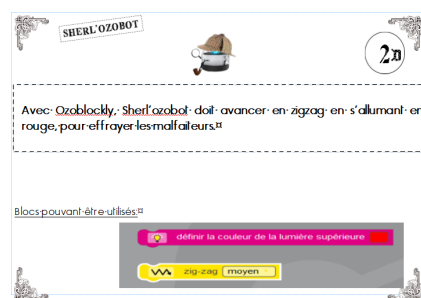 SHERL'OZOBOT
2D
Avec Ozoblockly, Sherl'ozobot doit avancer en zigzag en s'allumant en
rouge, pour effrayer les malfaiteurs.¤
Blocs pouvant être utilisés:¤
définir la couleur de la lumière supérieure
zig-zag moyen